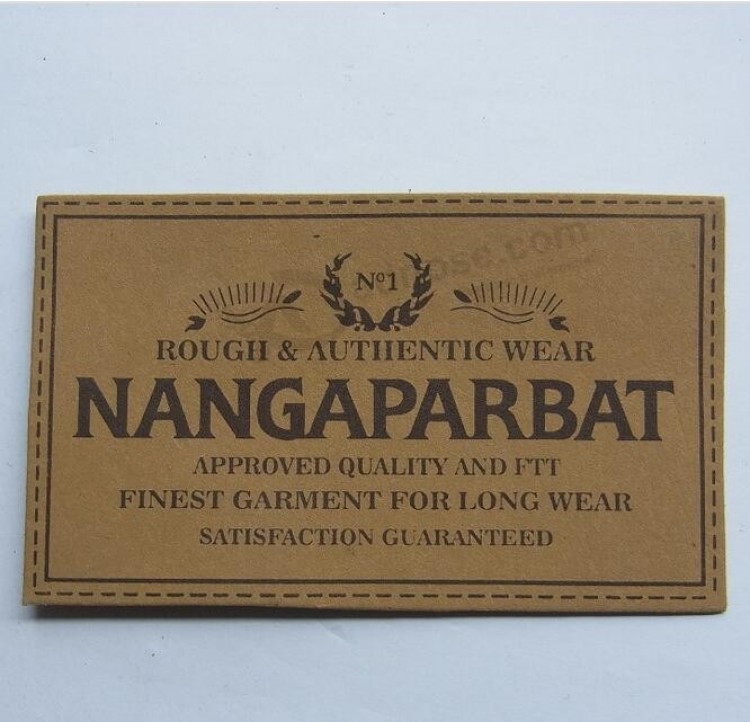 Nº1
ROUGH & AUTHENTIC WEAR
NANGAPARBAT
APPROVED QUALITY AND FTT
FINEST GARMENT FOR LONG WEAR
SATISFACTION GUARANTEED